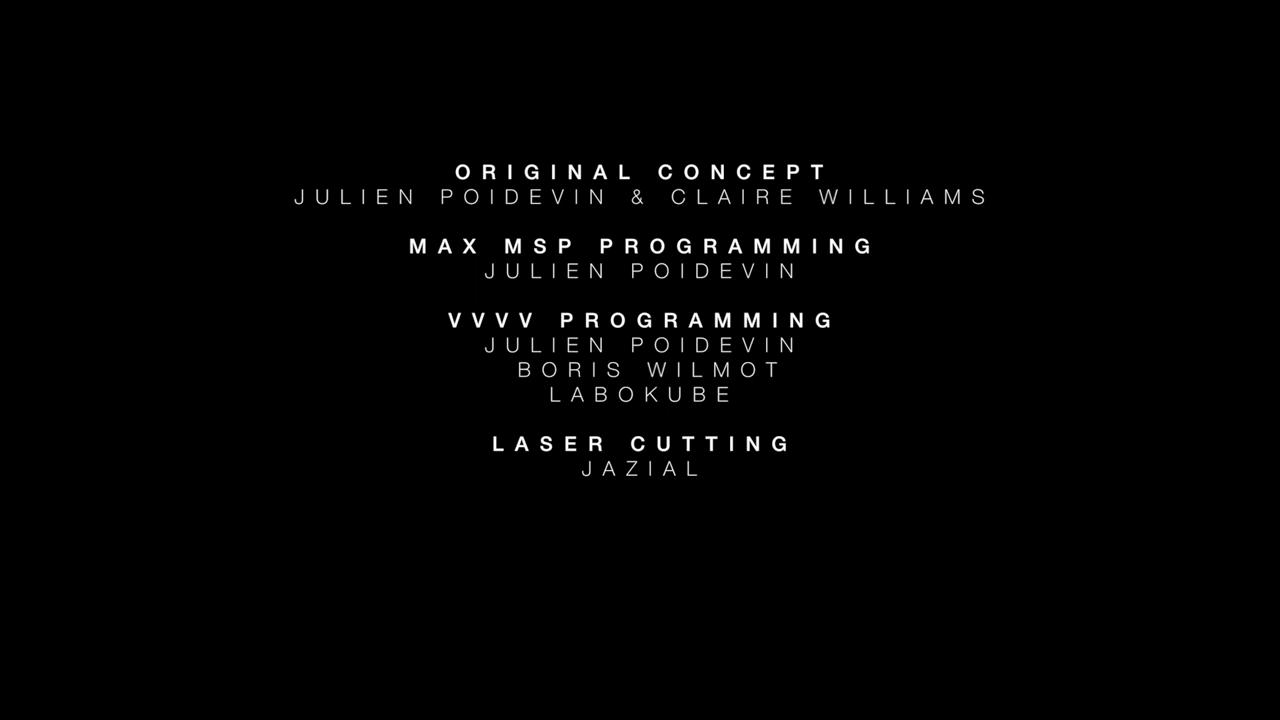 ORIGINAL CONCEPT
JULIEN POIDEVIN & CLAIRE WILLIAMS
MAX MSP PROGRAMMING
JULIEN POIDEVIN
VVVV PROGRAMMING
JULIEN POIDEVIN
BORIS WILMOT
LABOKUBE
LASER CUTTING
JAZIAL